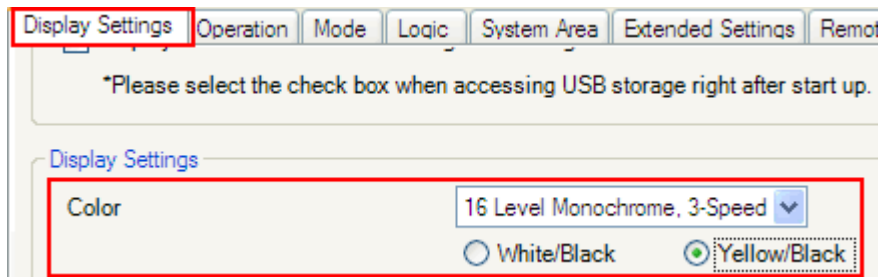 Display Settings Operation Mode Logic System Area Extended Settings Remot
*Please select the check box when accessing USB storage right after start up.
Display Settings
Color 16 Level Monochrome, 3-Speed
White/Black Yellow/Black